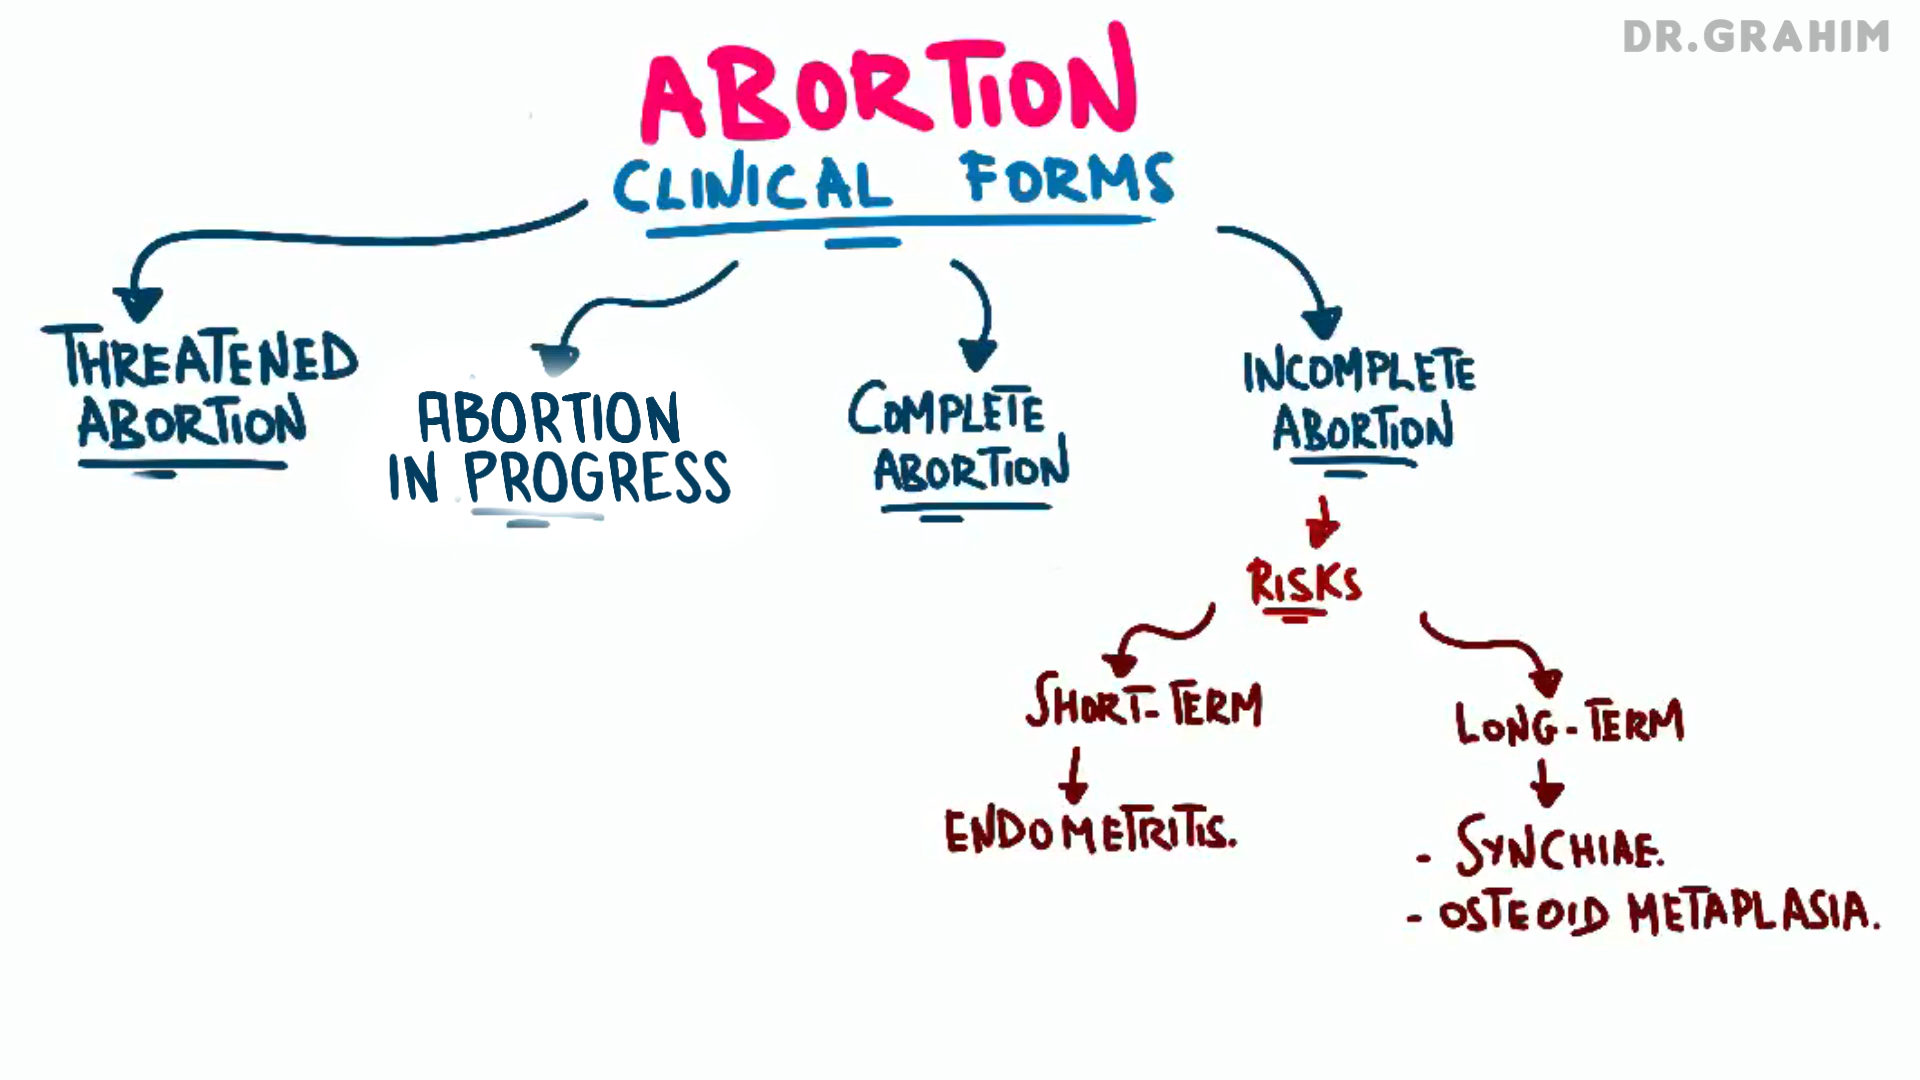 DR.GRAHIM
ABORTION
CLINICAL FORMS
THREATENED
ABORTION
ABORTION
IN PROGRESS
COMPLETE
ABORTION
INCOMPLETE
ABORTION
RISKS
SHORT-TERM
LONG-TERM
ENDOMETRITIS.
- SYNCHIAE.
- OSTEOID METAPLASIA.